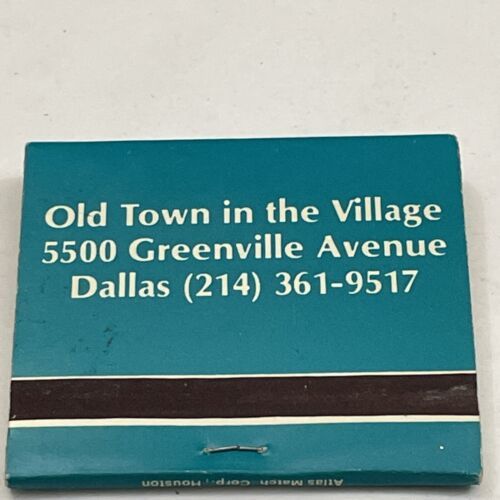 Old Town in the Village
5500 Greenville Avenue
Dallas (214) 361-9517
Atlas Match Corp., Houston